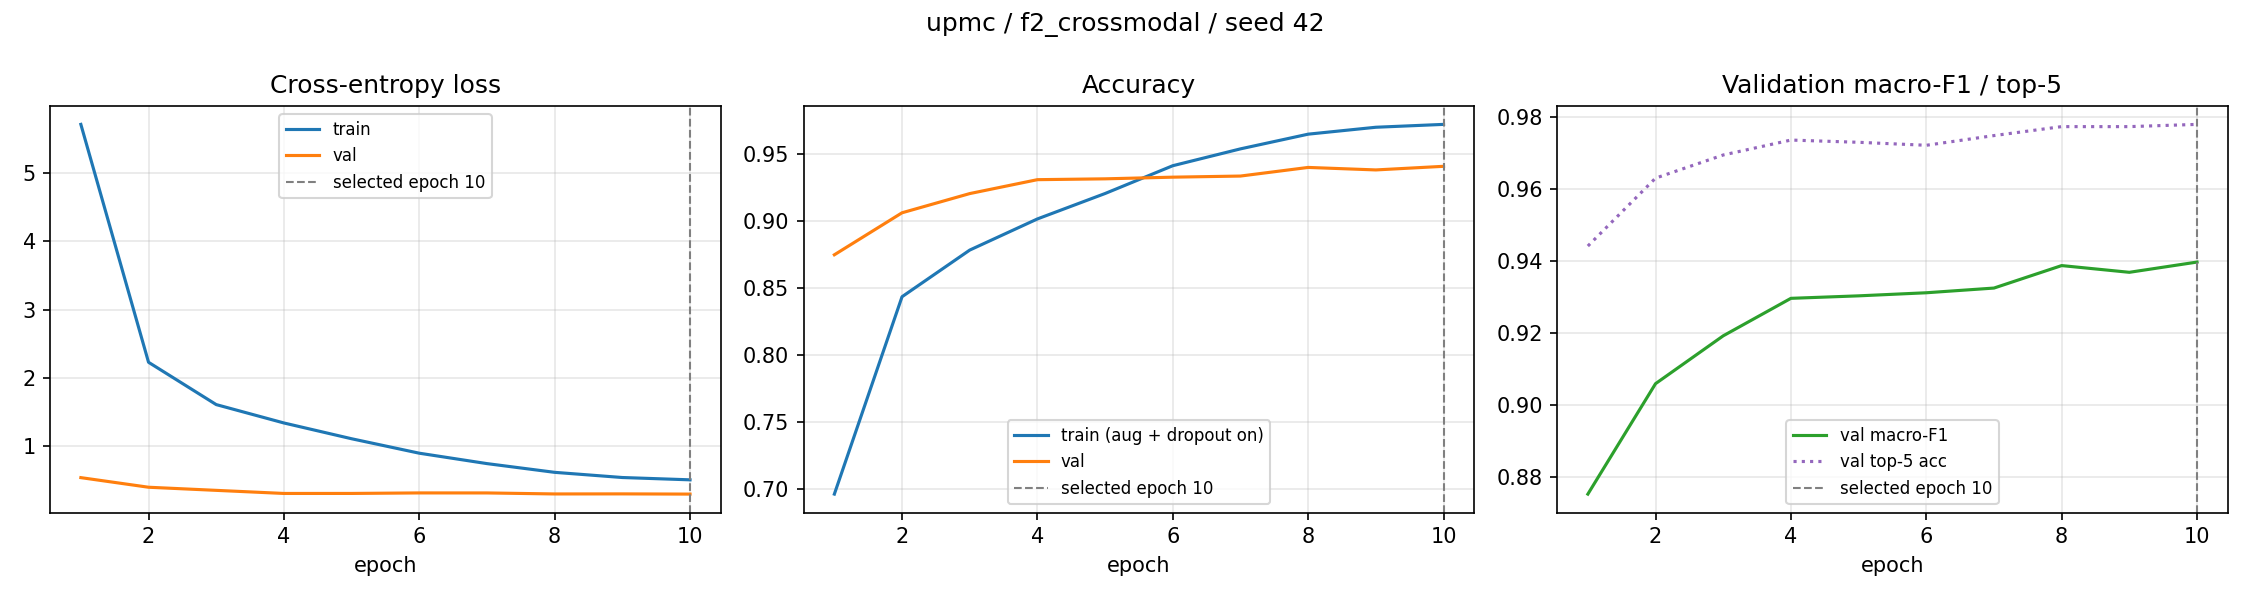 upmc / f2_crossmodal / seed 42
Cross-entropy loss
5
4
3
2
1
train
val
selected epoch 10
2 4 6 8 10
epoch
Accuracy
0.95
0.90
0.85
0.80
0.75
0.70
train (aug + dropout on)
val
selected epoch 10
2 4 6 8 10
epoch
Validation macro-F1 / top-5
0.98
0.96
0.94
0.92
0.90
0.88
val macro-F1
val top-5 acc
selected epoch 10
2 4 6 8 10
epoch